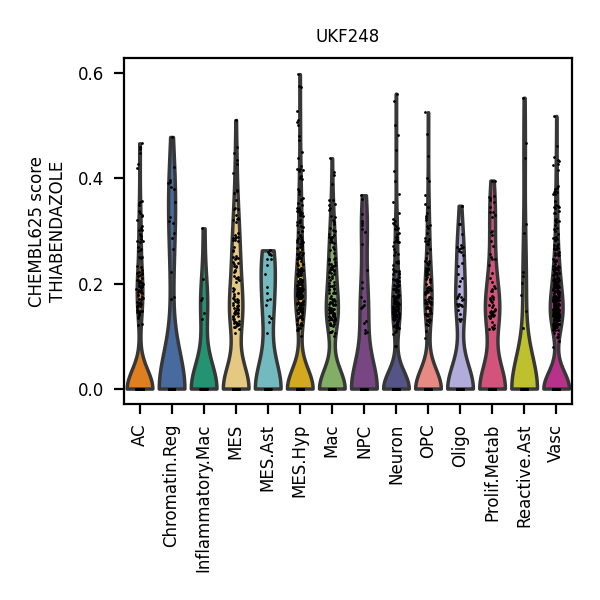 UKF248
CHEMBL625 score
THIABENDAZOLE
0.6
0.4
0.2
0.0
AC
Chromatin.Reg
Inflammatory.Mac
MES
MES.Ast
MES.Hyp
Mac
NPC
Neuron
OPC
Oligo
Prolif.Metab
Reactive.Ast
Vasc